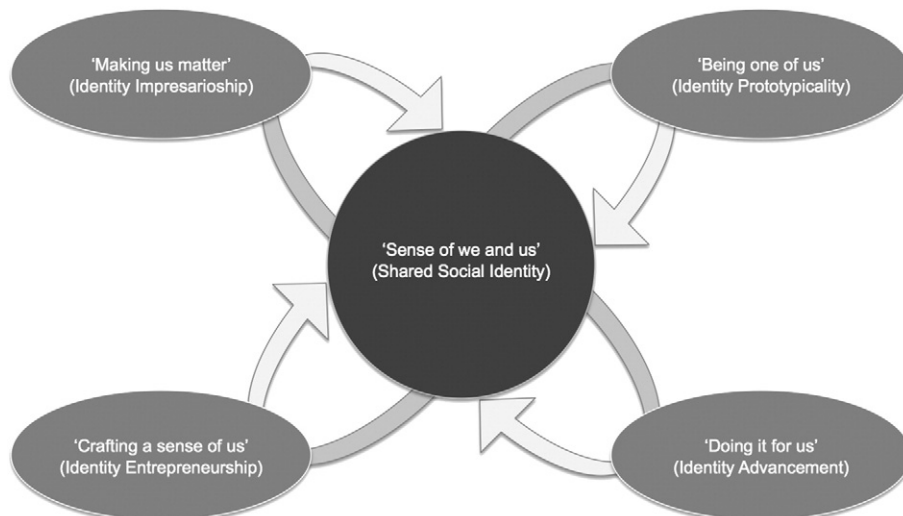 ‘Making us matter’
(Identity Impresarioship)
‘Being one of us’
(Identity Prototypicality)
‘Sense of we and us’
(Shared Social Identity)
‘Crafting a sense of us’
(Identity Entrepreneurship)
‘Doing it for us’
(Identity Advancement)